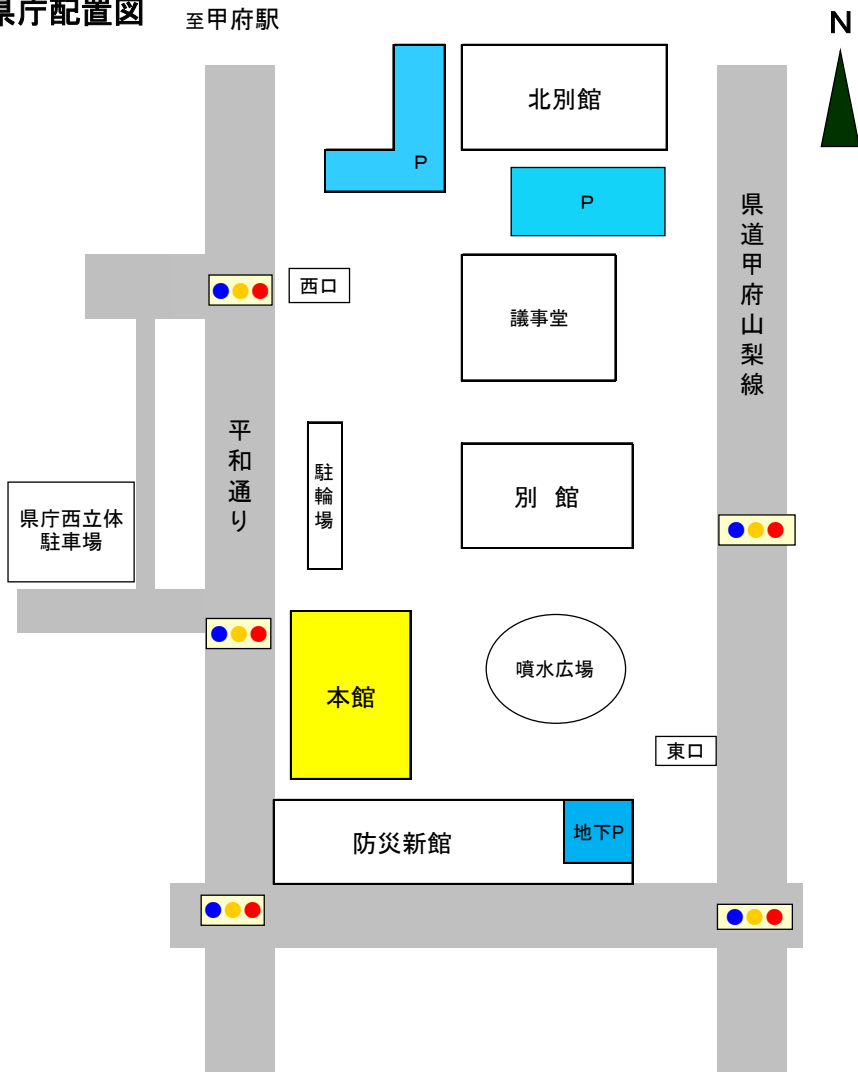 県庁配置図
至甲府駅
N
北別館
P
P
県道甲府山梨線
西口
議事堂
平和通り
駐輪場
別 館
県庁西立体
駐車場
本館
噴水広場
東口
防災新館
地下P